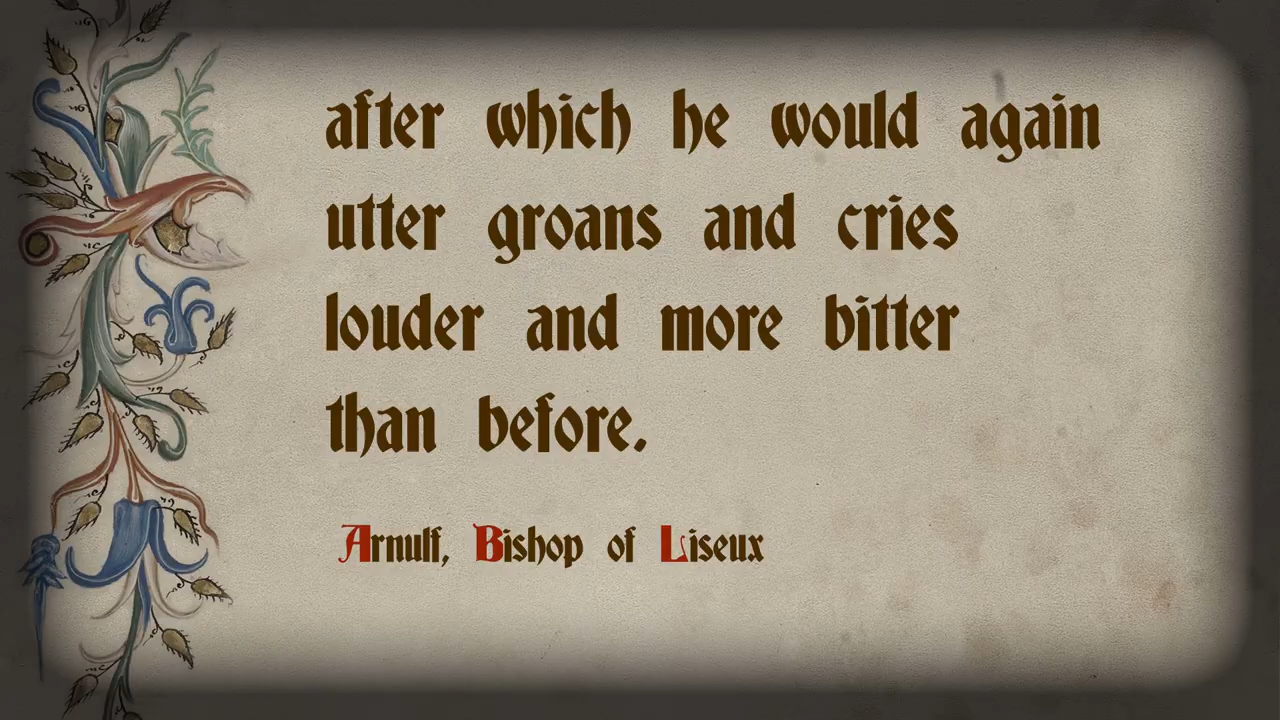 after which he would again
utter groans and cries
louder and more bitter
than before.
Arnulf, Bishop of Liseux